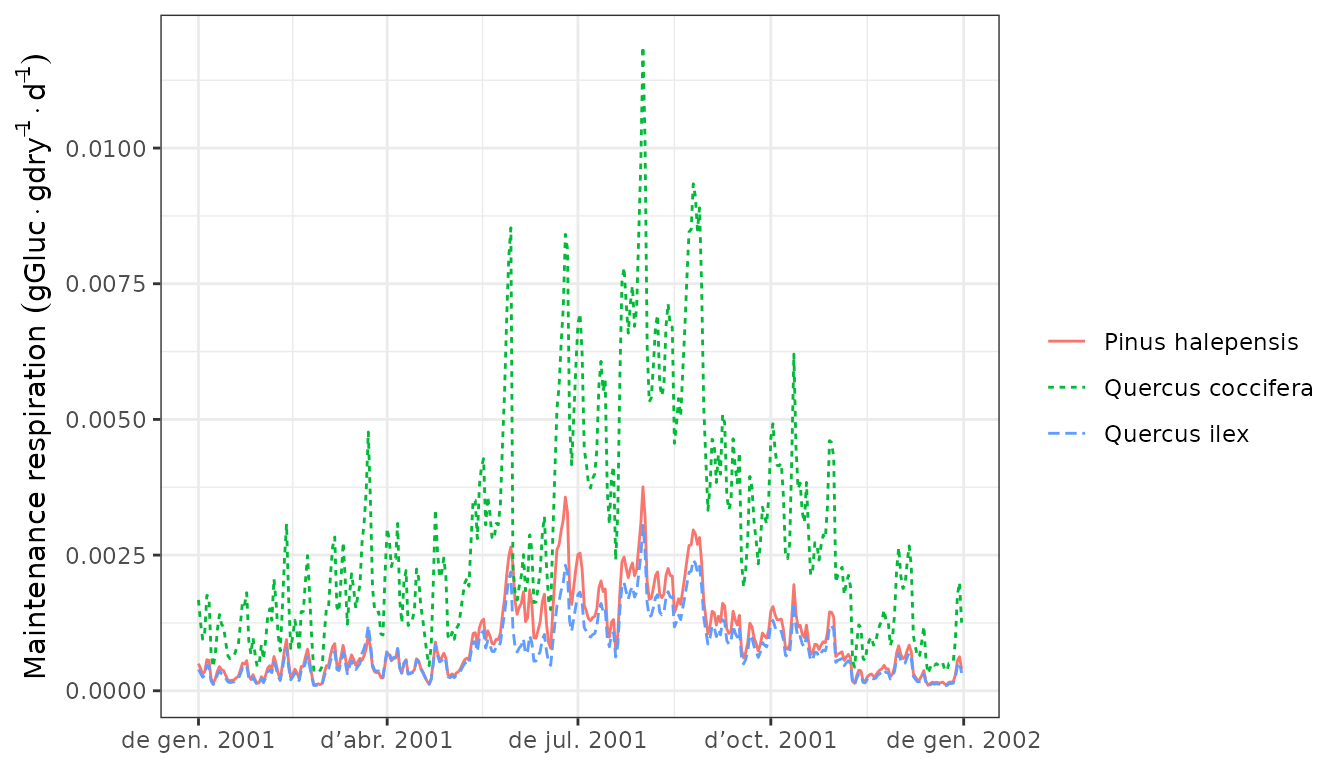 Maintenance respiration (gGluc · gdry⁻¹ · d⁻¹)
0.0100
0.0075
0.0050
0.0025
0.0000
de gen. 2001
d’abr. 2001
de jul. 2001
d’oct. 2001
de gen. 2002
Pinus halepensis
Quercus coccifera
Quercus ilex